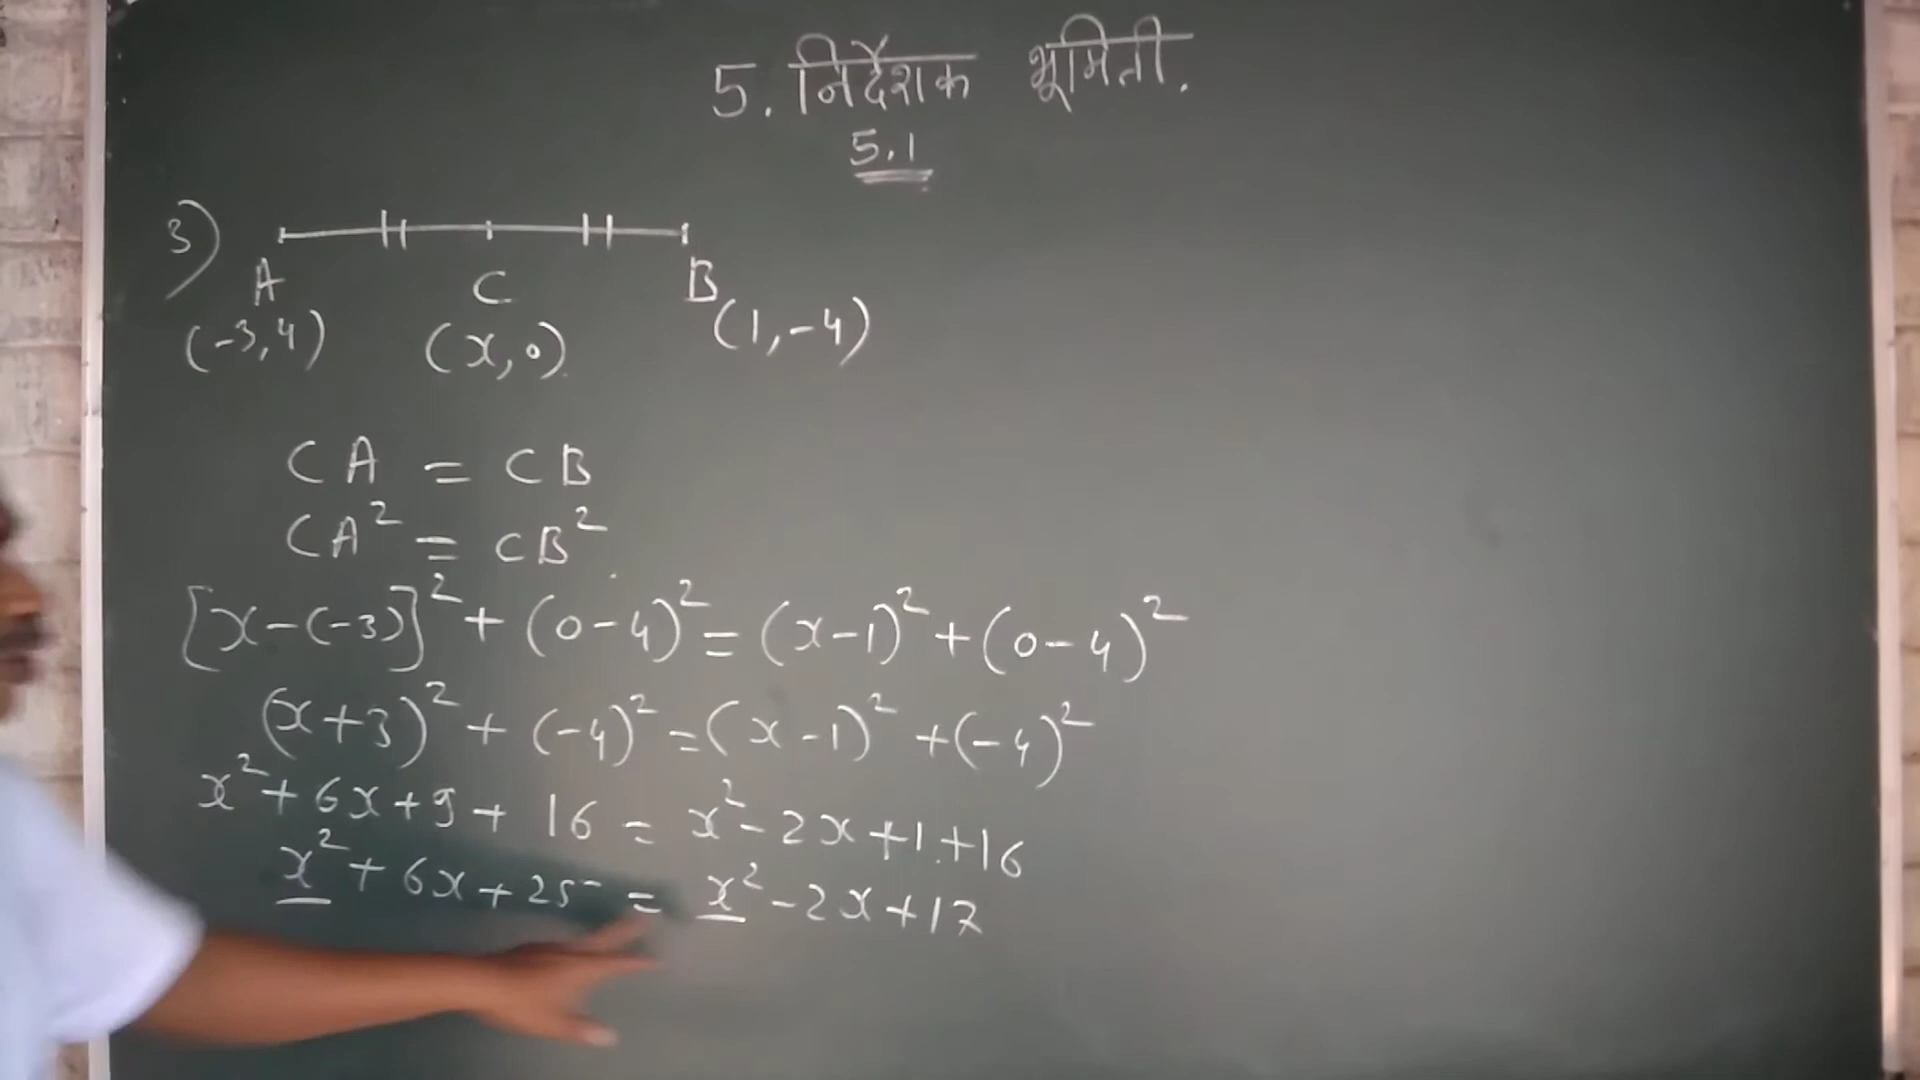 5. निर्देशक भूमिती.
5.1
3)
A C B
(-3,4) (x,0) (1,-4)
CA = CB
CA² = CB²
[x-(-3)]² + (0-4)² = (x-1)² + (0-4)²
(x+3)² + (-4)² = (x-1)² + (-4)²
x² + 6x + 9 + 16 = x² - 2x + 1 + 16
x² + 6x + 25 = x² - 2x + 17